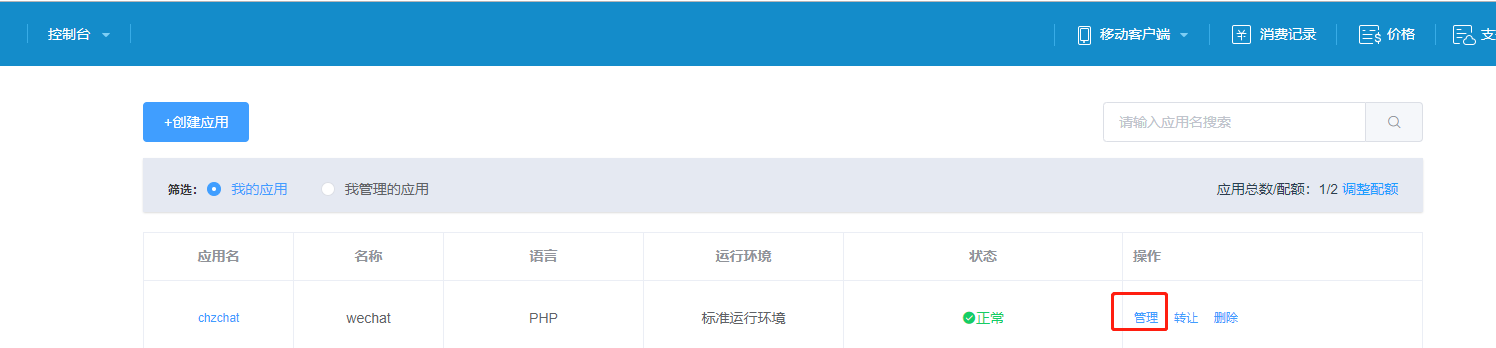 控制台 移动客户端 消费记录 价格 支
+创建应用 请输入应用名搜索
筛选: 我的应用 我管理的应用 应用总数/配额: 1/2 调整配额
应用名 名称 语言 运行环境 状态 操作
chzchat wechat PHP 标准运行环境 正常 管理 转让 删除